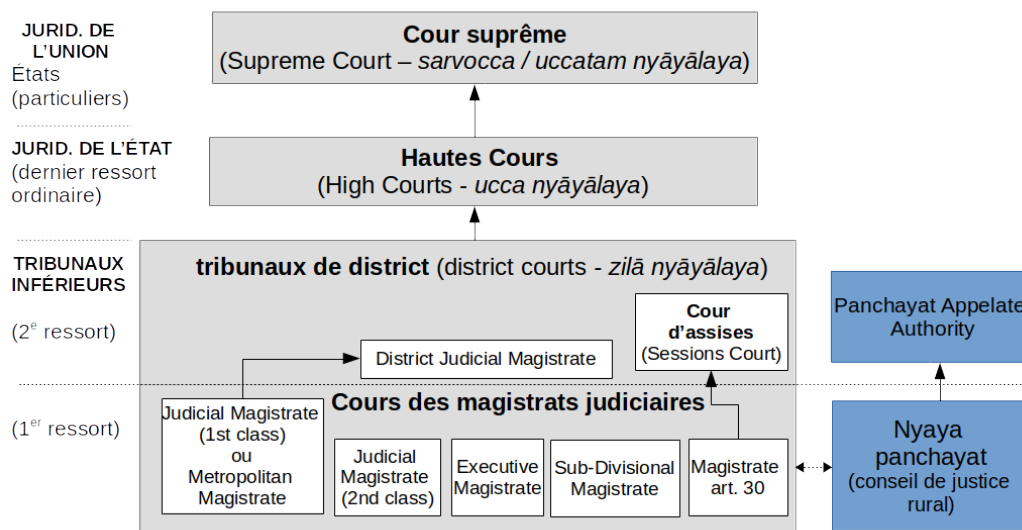 JURID. DE
L'UNION
États
(particuliers)
Cour suprême
(Supreme Court – sarvocca / uccatam nyāyālaya)
JURID. DE L'ÉTAT
(dernier ressort
ordinaire)
Hautes Cours
(High Courts - ucca nyāyālaya)
TRIBUNAUX
INFÉRIEURS
(2e ressort)
tribunaux de district (district courts - zilā nyāyālaya)
Cour
d'assises
(Sessions Court)
District Judicial Magistrate
Panchayat Appelate
Authority
(1er ressort)
Cours des magistrats judiciaires
Judicial Magistrate
(1st class)
ou
Metropolitan
Magistrate
Judicial
Magistrate
(2nd class)
Executive
Magistrate
Sub-Divisional
Magistrate
Magistrate
art. 30
Nyaya
panchayat
(conseil de justice
rural)